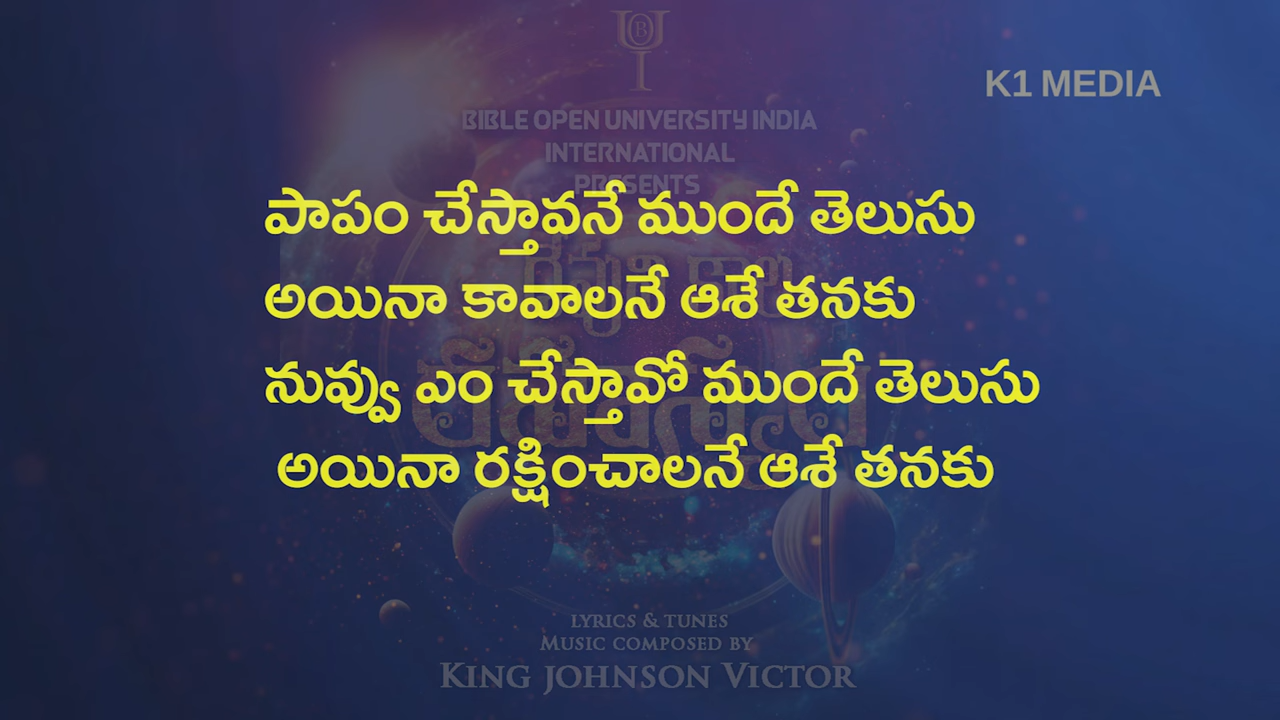 UOBI
K1 MEDIA
BIBLE OPEN UNIVERSITY INDIA
INTERNATIONAL
PRESENTS
పాపం చేస్తావనే ముందే తెలుసు
అయినా కావాలనే ఆశే తనకు
నువ్వు ఎం చేస్తావో ముందే తెలుసు
అయినా రక్షించాలనే ఆశే తనకు
LYRICS & TUNES
MUSIC COMPOSED BY
KING JOHNSON VICTOR